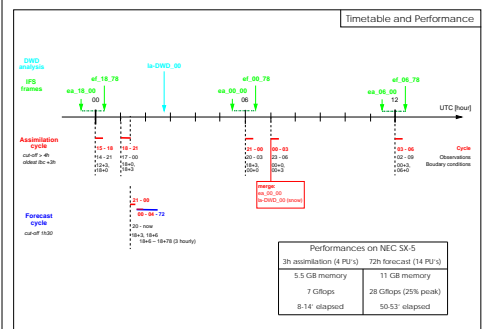 Timetable and Performance
DWD
analysis
la-DWD_00
IFS
frames
ef_18_78
ef_00_78
ef_06_78
ea_18_00
ea_00_00
ea_06_00
00
06
12
UTC [hour]
Assimilation
cycle
cut-off > 4h
oldest lbc +3h
15 - 18
14 - 21
12+3,
18+0
18 - 21
17 - 00
18+0,
18+3
21 - 00
20 - 03
18+3,
00+0
00 - 03
23 - 06
00+0,
00+3
03 - 06
02 - 09
00+3,
06+0
Cycle
Observations
Boudary conditions
merge:
ea_00_00
la-DWD_00 (snow)
Forecast
cycle
cut-off 1h30
21 - 00
00 - 04 - 72
20 - now
18+3, 18+6
18+6 – 18+78 (3 hourly)
Performances on NEC SX-5
3h assimilation (4 PU's)
72h forecast (14 PU's)
5.5 GB memory
11 GB memory
7 Gflops
28 Gflops (25% peak)
8-14' elapsed
50-53' elapsed